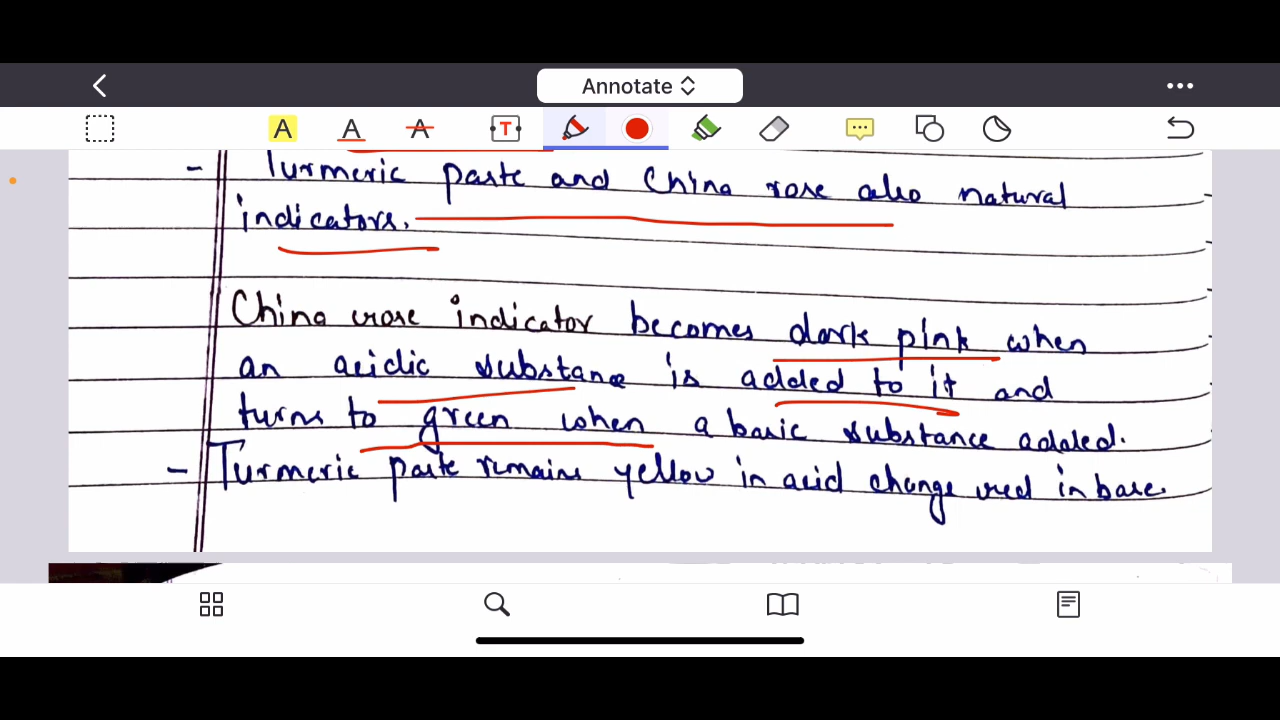 Annotate
A A A T
- Turmeric paste and China rose also natural
indicators.
China rose indicator becomes dark pink when
an acidic substance is added to it and
turns to green when a basic substance added.
- Turmeric paste remains yellow in acid change red in base.